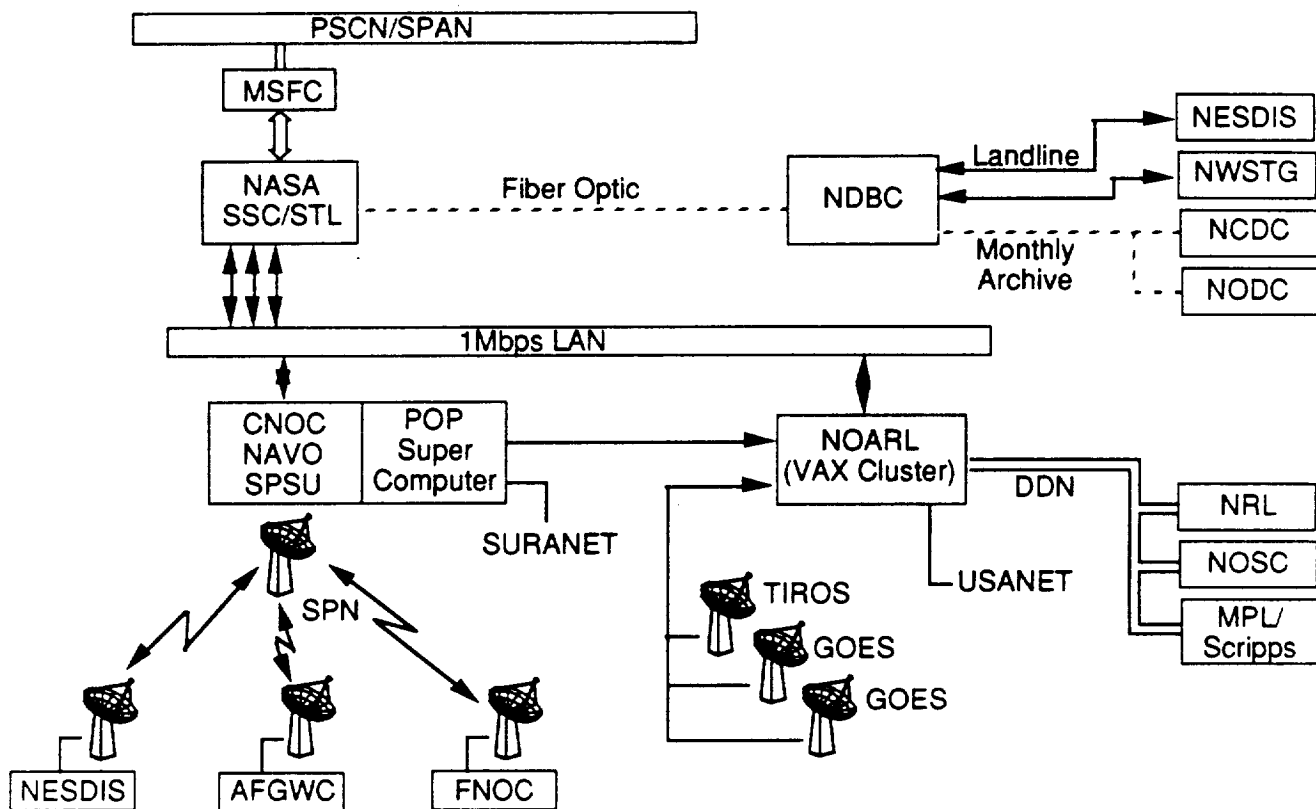 PSCN/SPAN
MSFC
NASA
SSC/STL
Fiber Optic
NDBC
Landline
NESDIS
NWSTG
NCDC
NODC
Monthly
Archive
1Mbps LAN
CNOC
NAVO
SPSU
POP
Super
Computer
SURANET
NOARL
(VAX Cluster)
DDN
USANET
NRL
NOSC
MPL/
Scripps
SPN
TIROS
GOES
GOES
NESDIS
AFGWC
FNOC